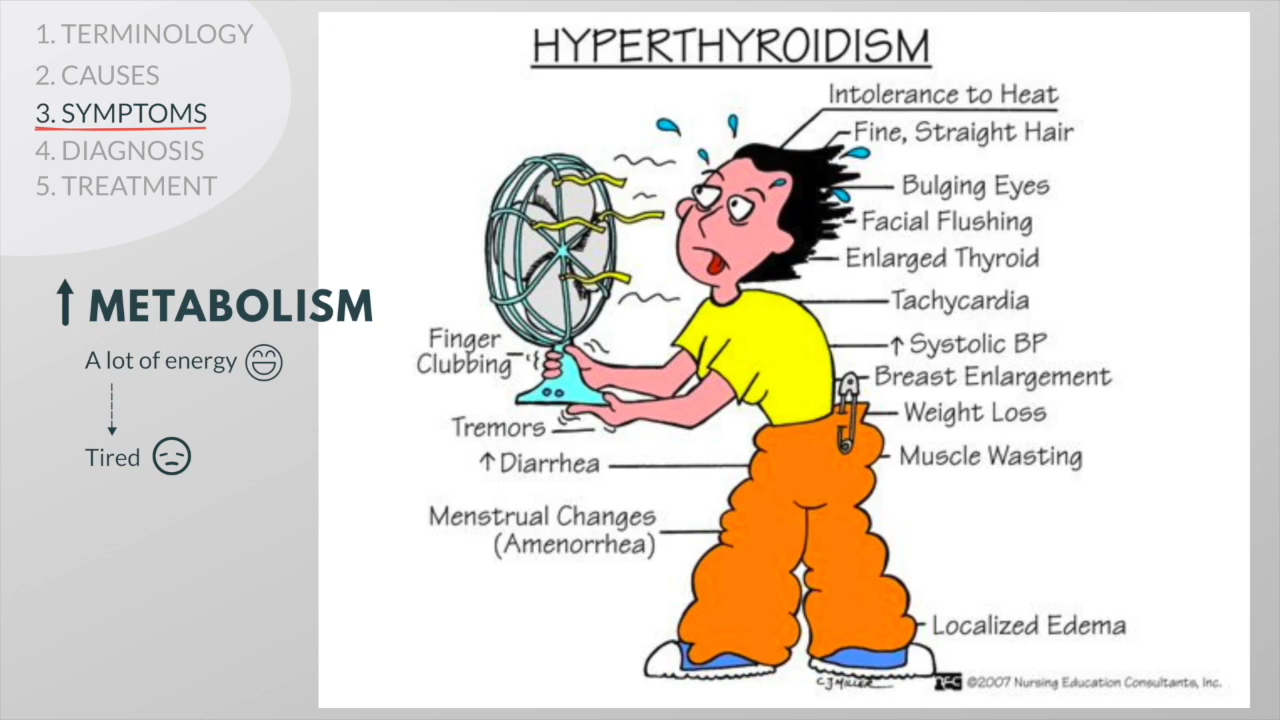 1. TERMINOLOGY
2. CAUSES
3. SYMPTOMS
4. DIAGNOSIS
5. TREATMENT
↑ METABOLISM
A lot of energy
Tired
HYPERTHYROIDISM
Intolerance to Heat
Fine, Straight Hair
Bulging Eyes
Facial Flushing
Enlarged Thyroid
Tachycardia
↑ Systolic BP
Breast Enlargement
Weight Loss
Muscle Wasting
Localized Edema
Finger
Clubbing
Tremors
↑ Diarrhea
Menstrual Changes
(Amenorrhea)
C.J. Miller
NEC ©2007 Nursing Education Consultants, Inc.